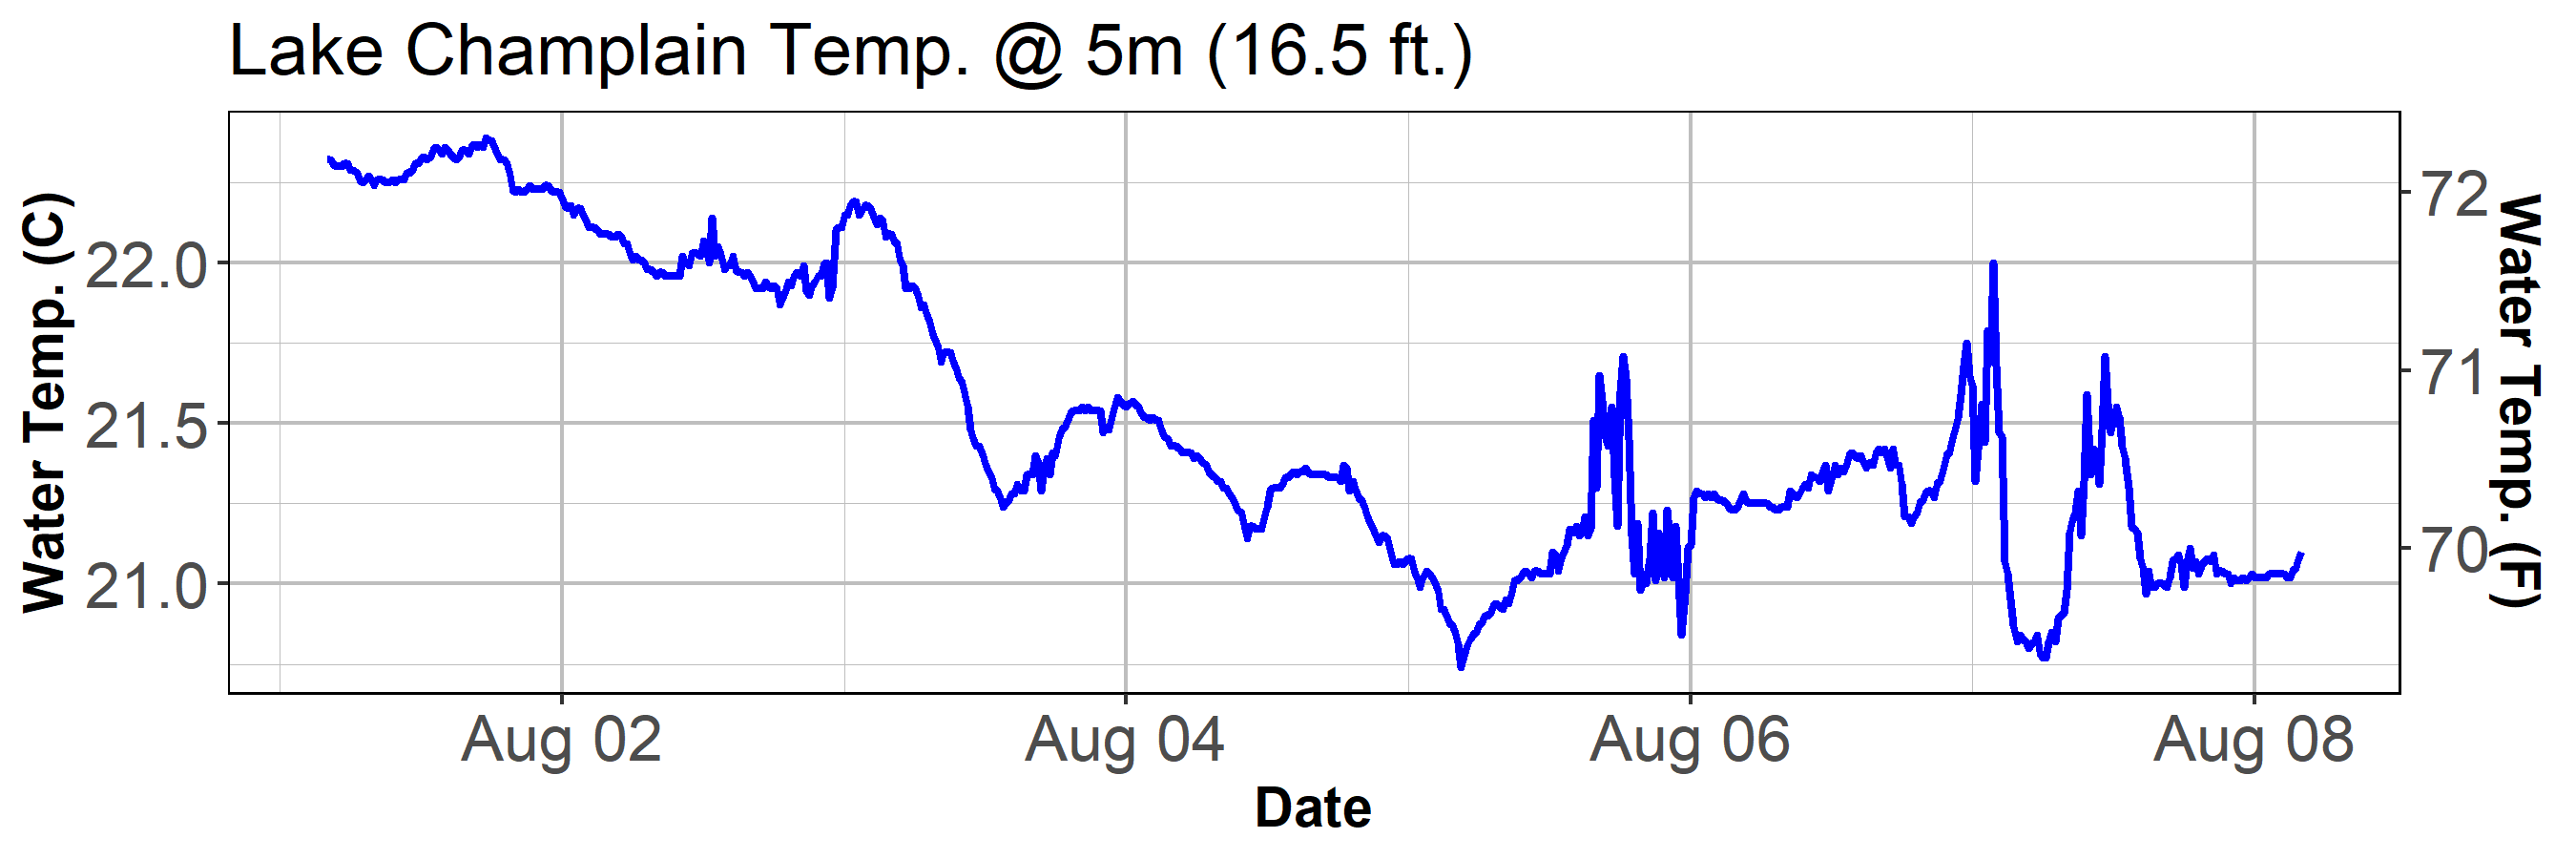 Lake Champlain Temp. @ 5m (16.5 ft.)
Water Temp. (C)
22.0
21.5
21.0
72
71
70
Water Temp. (F)
Aug 02 Aug 04 Aug 06 Aug 08
Date